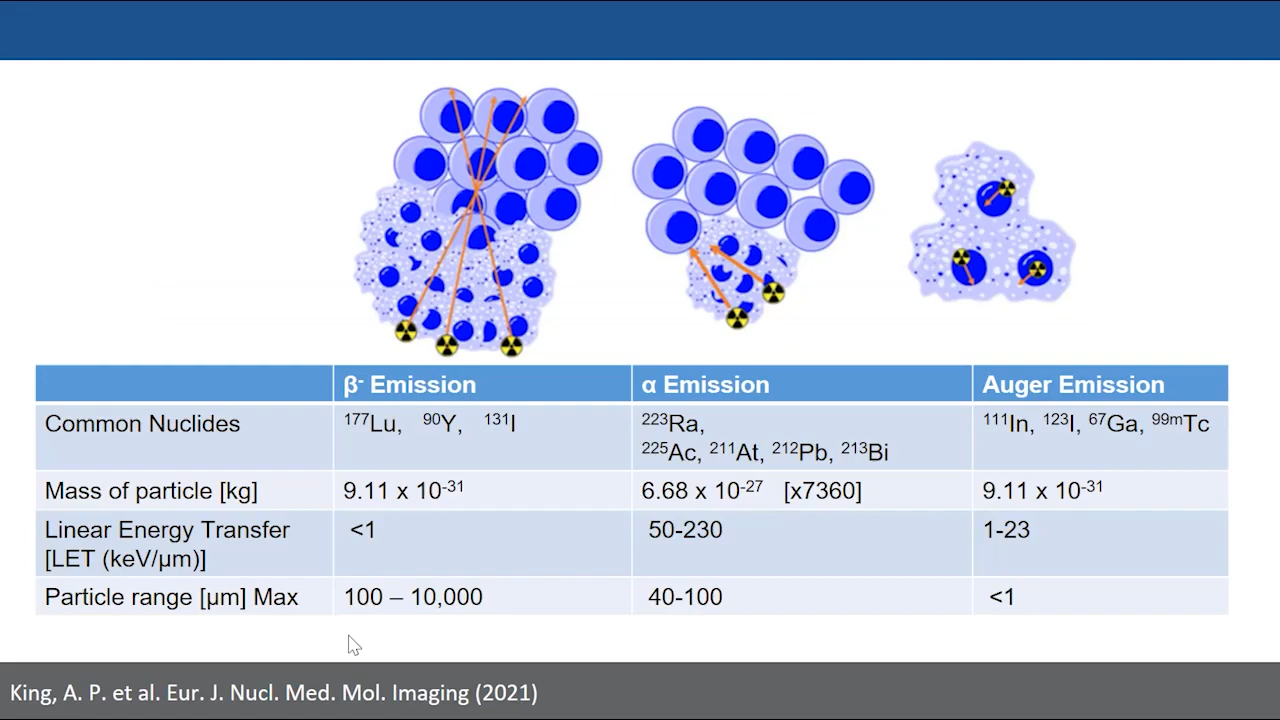 β⁻ Emission	α Emission	Auger Emission
Common Nuclides	¹⁷⁷Lu, ⁹⁰Y, ¹³¹I	²²³Ra,	¹¹¹In, ¹²³I, ⁶⁷Ga, ⁹⁹ᵐTc
²²⁵Ac, ²¹¹At, ²¹²Pb, ²¹³Bi
Mass of particle [kg]	9.11 x 10⁻³¹	6.68 x 10⁻²⁷ [x7360]	9.11 x 10⁻³¹
Linear Energy Transfer	<1	50-230	1-23
[LET (keV/μm)]
Particle range [μm] Max	100 – 10,000	40-100	<1
King, A. P. et al. Eur. J. Nucl. Med. Mol. Imaging (2021)